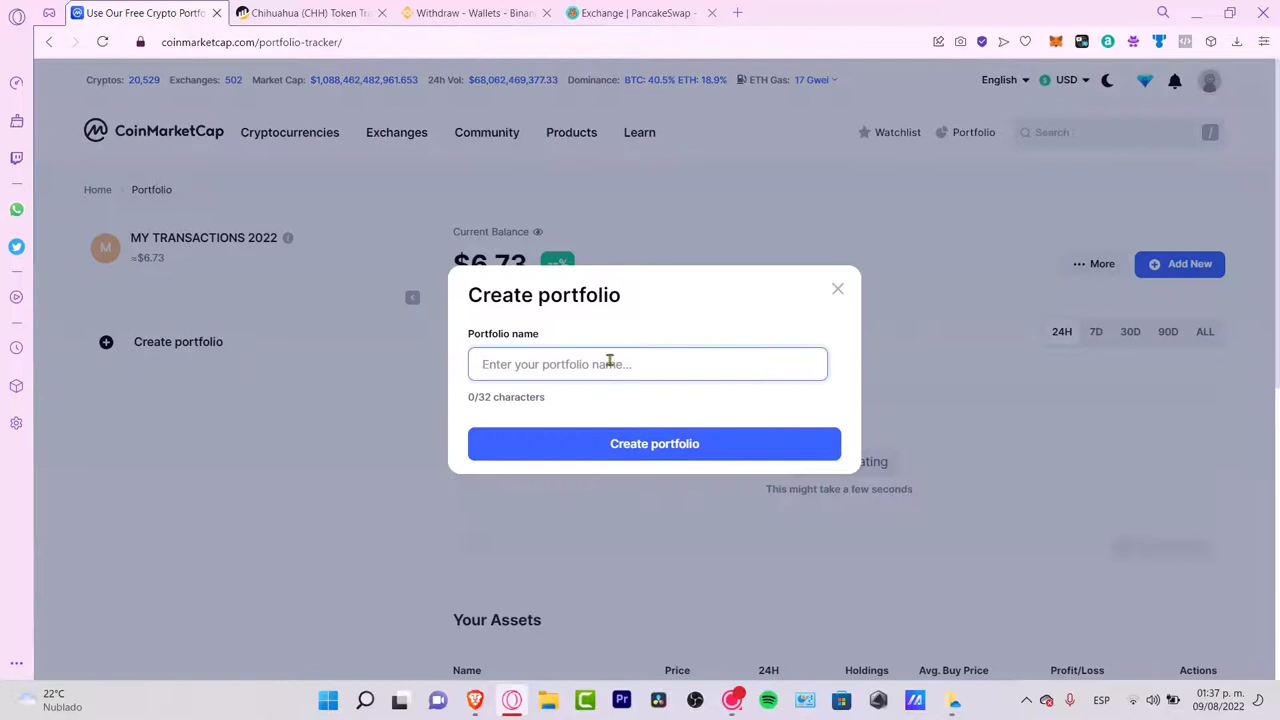 Use Our Free Crypto Portfo
Chihuahua (CHH) Token Tra
Withdraw - Wallets - Binan
Exchange | PancakeSwap -
coinmarketcap.com/portfolio-tracker/
Cryptos: 20,529 Exchanges: 502 Market Cap: $1,088,462,482,961.653 24h Vol: $68,062,469,377.33 Dominance: BTC: 40.5% ETH: 18.9% ETH Gas: 17 Gwei
English USD
CoinMarketCap Cryptocurrencies Exchanges Community Products Learn Watchlist Portfolio Search /
Home Portfolio
M MY TRANSACTIONS 2022
≈$6.73
Create portfolio
Current Balance
$6.73 --%
More Add New
24H 7D 30D 90D ALL
Create portfolio
Portfolio name
Enter your portfolio name...
0/32 characters
Create portfolio
ating
This might take a few seconds
Your Assets
Name Price 24H Holdings Avg. Buy Price Profit/Loss Actions
22°C
Nublado
Pr
ESP
01:37 p. m.
09/08/2022